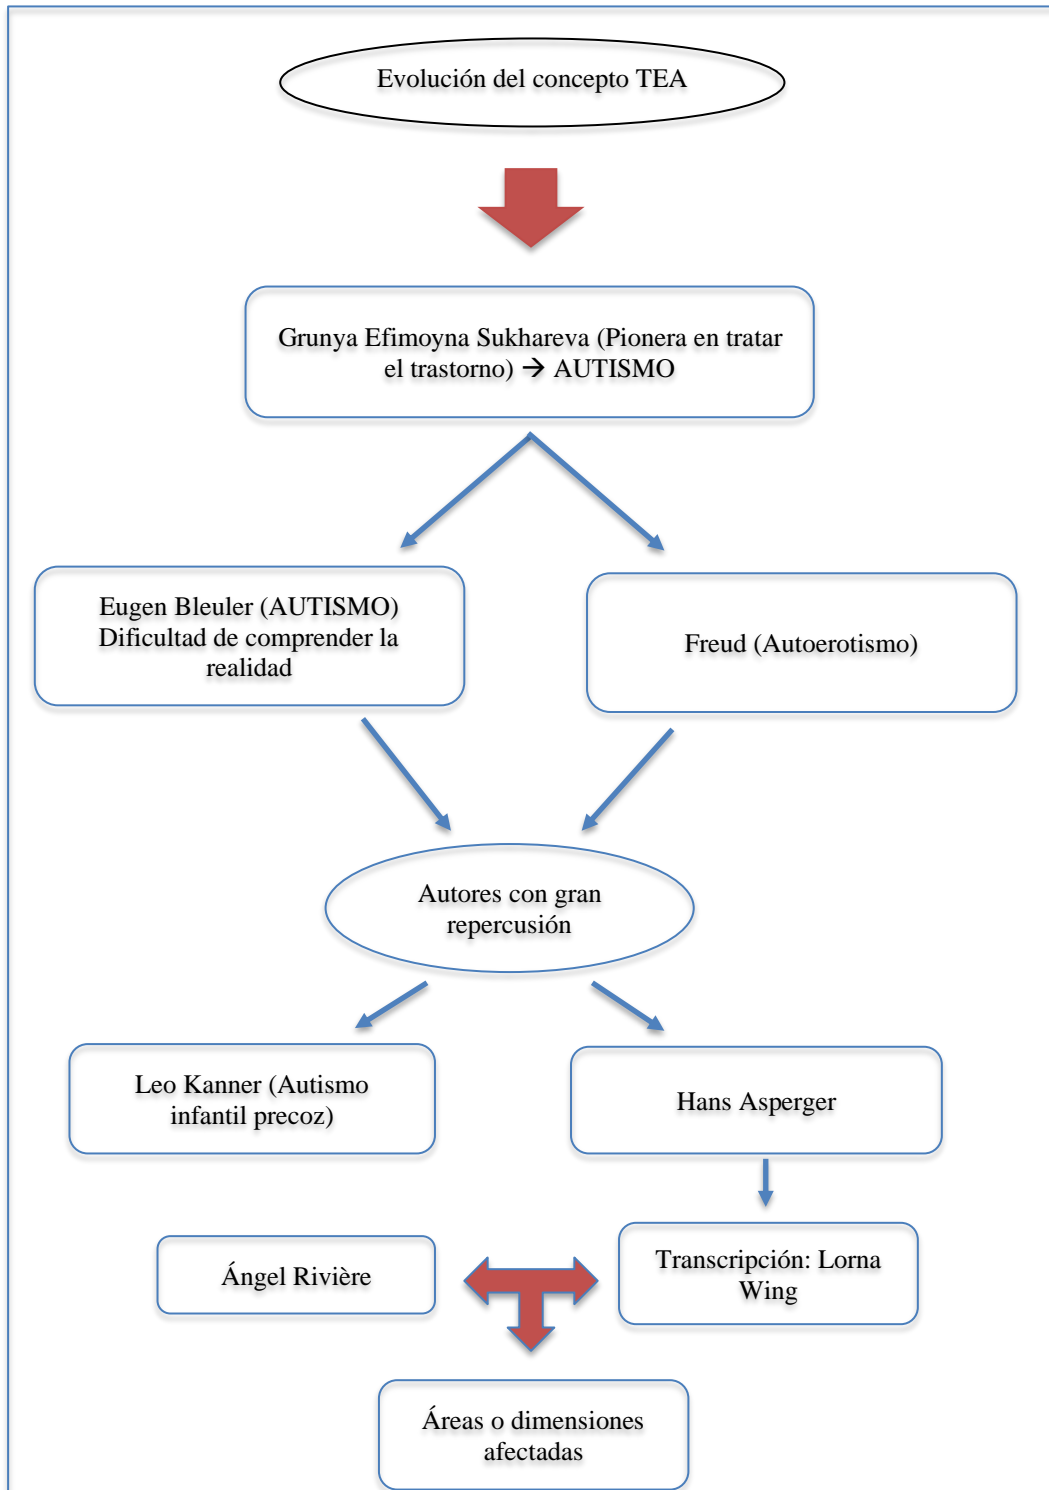 Evolución del concepto TEA
Grunya Efimoyna Sukhareva (Pionera en tratar
el trastorno) → AUTISMO
Eugen Bleuler (AUTISMO)
Dificultad de comprender la
realidad
Freud (Autoerotismo)
Autores con gran
repercusión
Leo Kanner (Autismo
infantil precoz)
Hans Asperger
Ángel Rivière
Transcripción: Lorna
Wing
Áreas o dimensiones
afectadas